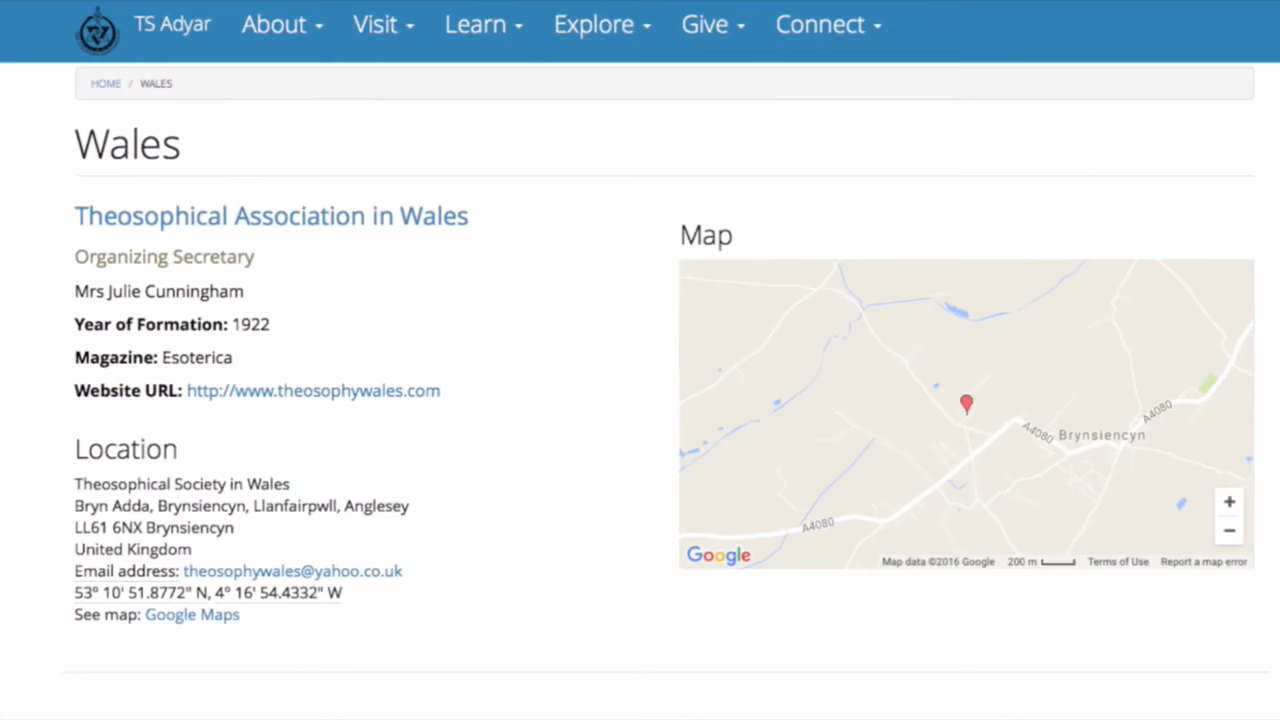 TS Adyar About Visit Learn Explore Give Connect
HOME / WALES
Wales
Theosophical Association in Wales
Organizing Secretary
Mrs Julie Cunningham
Year of Formation: 1922
Magazine: Esoterica
Website URL: http://www.theosophywales.com
Location
Theosophical Society in Wales
Bryn Adda, Brynsiencyn, Llanfairpwll, Anglesey
LL61 6NX Brynsiencyn
United Kingdom
Email address: theosophywales@yahoo.co.uk
53° 10' 51.8772" N, 4° 16' 54.4332" W
See map: Google Maps
Map
A4080
A4080
Brynsiencyn
A4080
+
−
Google
Map data ©2016 Google 200 m Terms of Use Report a map error